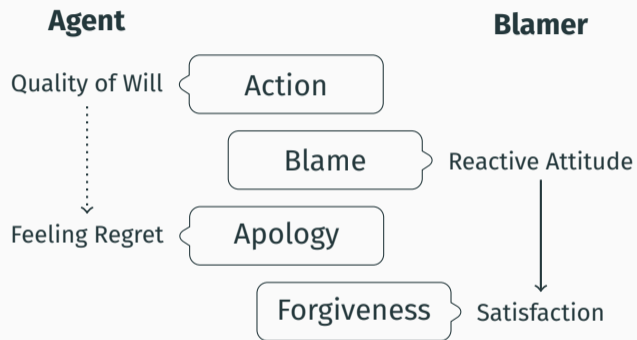 Agent
Blamer
Quality of Will
Action
Blame
Reactive Attitude
Feeling Regret
Apology
Forgiveness
Satisfaction